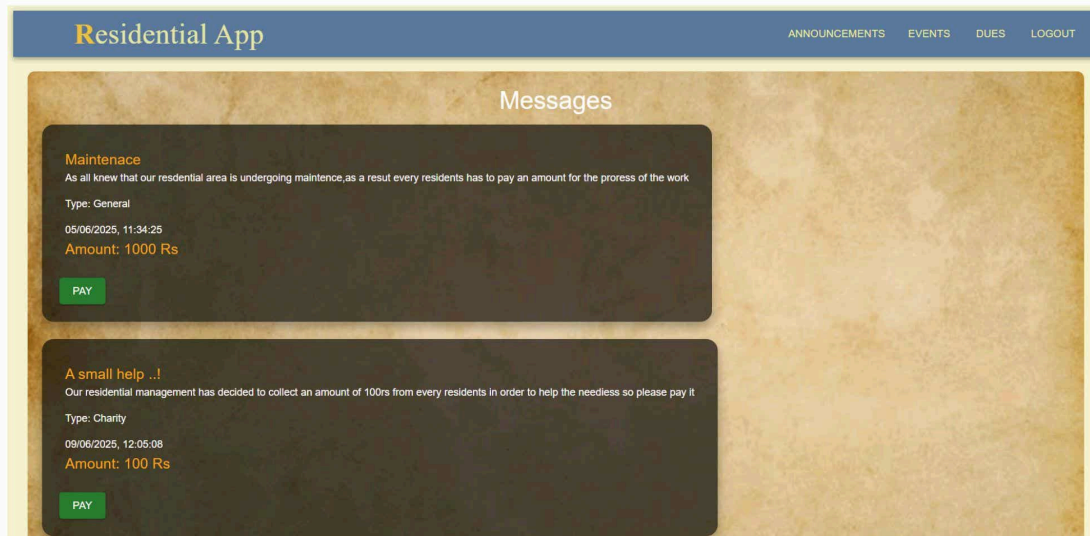 Residential App
ANNOUNCEMENTS EVENTS DUES LOGOUT
Messages
Maintenace
As all knew that our resdential area is undergoing maintence,as a resut every residents has to pay an amount for the proress of the work
Type: General
05/06/2025, 11:34:25
Amount: 1000 Rs
PAY
A small help ..!
Our residential management has decided to collect an amount of 100rs from every residents in order to help the neediess so please pay it
Type: Charity
09/06/2025, 12:05:08
Amount: 100 Rs
PAY